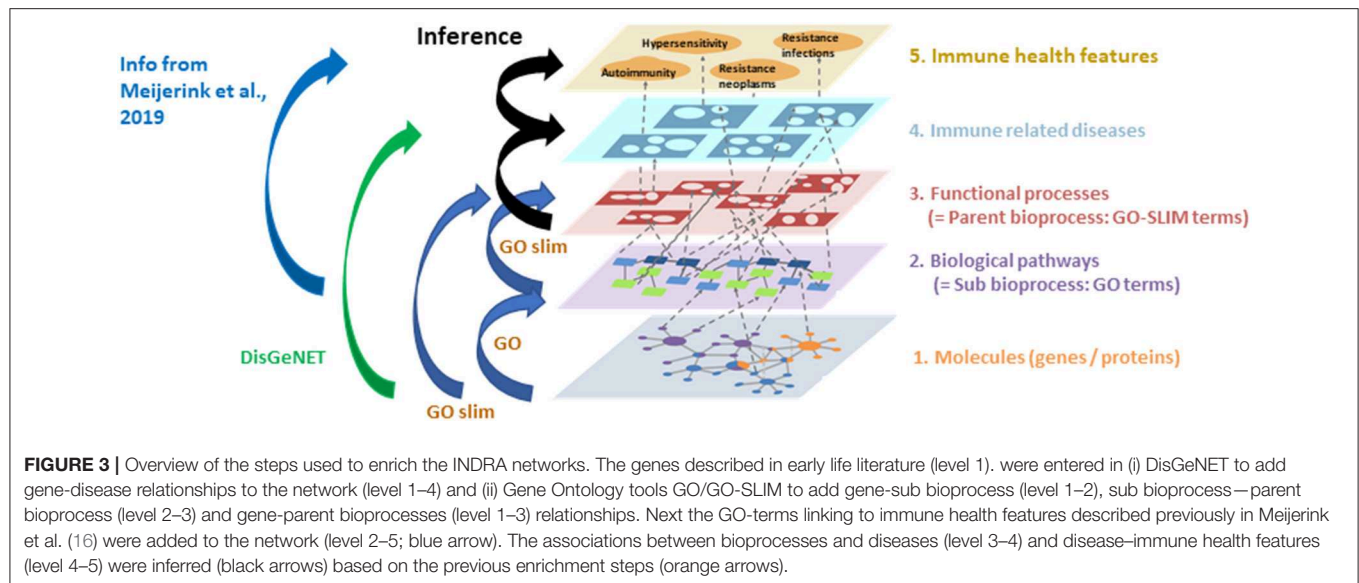 Inference
Info from
Meijerink et al.,
2019
Hypersensitivity
Resistance
infections
Autoimmunity
Resistance
neoplasms
5. Immune health features
4. Immune related diseases
3. Functional processes
(= Parent bioprocess: GO-SLIM terms)
GO slim
2. Biological pathways
(= Sub bioprocess: GO terms)
GO
DisGeNET
1. Molecules (genes / proteins)
GO slim
FIGURE 3 | Overview of the steps used to enrich the INDRA networks. The genes described in early life literature (level 1). were entered in (i) DisGeNET to add
gene-disease relationships to the network (level 1–4) and (ii) Gene Ontology tools GO/GO-SLIM to add gene-sub bioprocess (level 1–2), sub bioprocess—parent
bioprocess (level 2–3) and gene-parent bioprocesses (level 1–3) relationships. Next the GO-terms linking to immune health features described previously in Meijerink
et al. (16) were added to the network (level 2–5; blue arrow). The associations between bioprocesses and diseases (level 3–4) and disease–immune health features
(level 4–5) were inferred (black arrows) based on the previous enrichment steps (orange arrows).